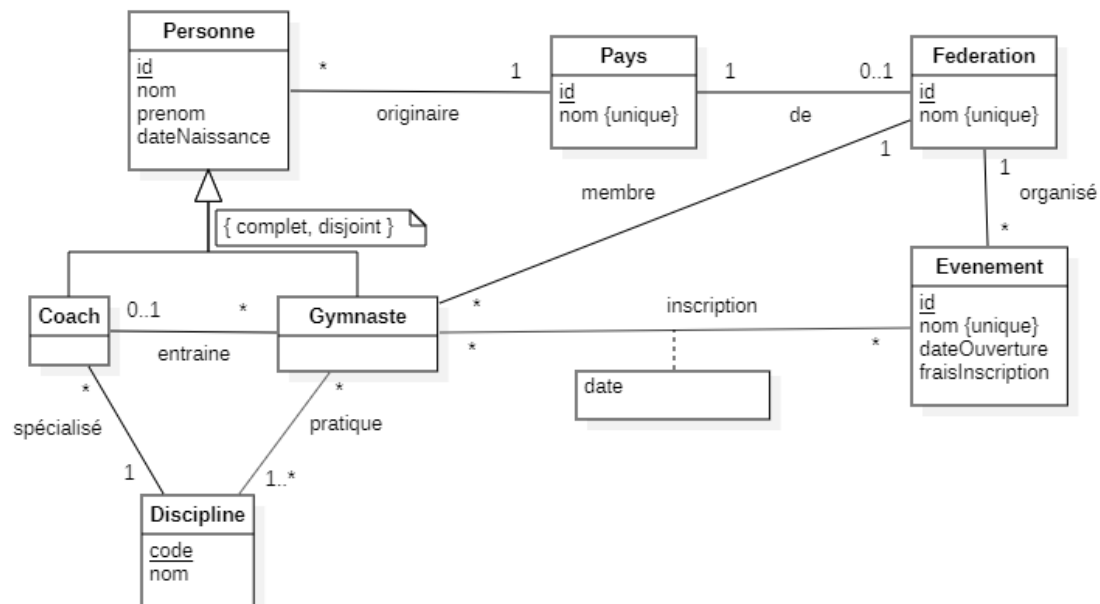 Personne
id
nom
prenom
dateNaissance
*
originaire
1
Pays
id
nom {unique}
1
de
0..1
Federation
id
nom {unique}
1
membre
*
1
organisé
*
{ complet, disjoint }
Coach
0..1
entraine
*
Gymnaste
*
inscription
*
date
Evenement
id
nom {unique}
dateOuverture
fraisInscription
*
spécialisé
1
*
pratique
1..*
Discipline
code
nom